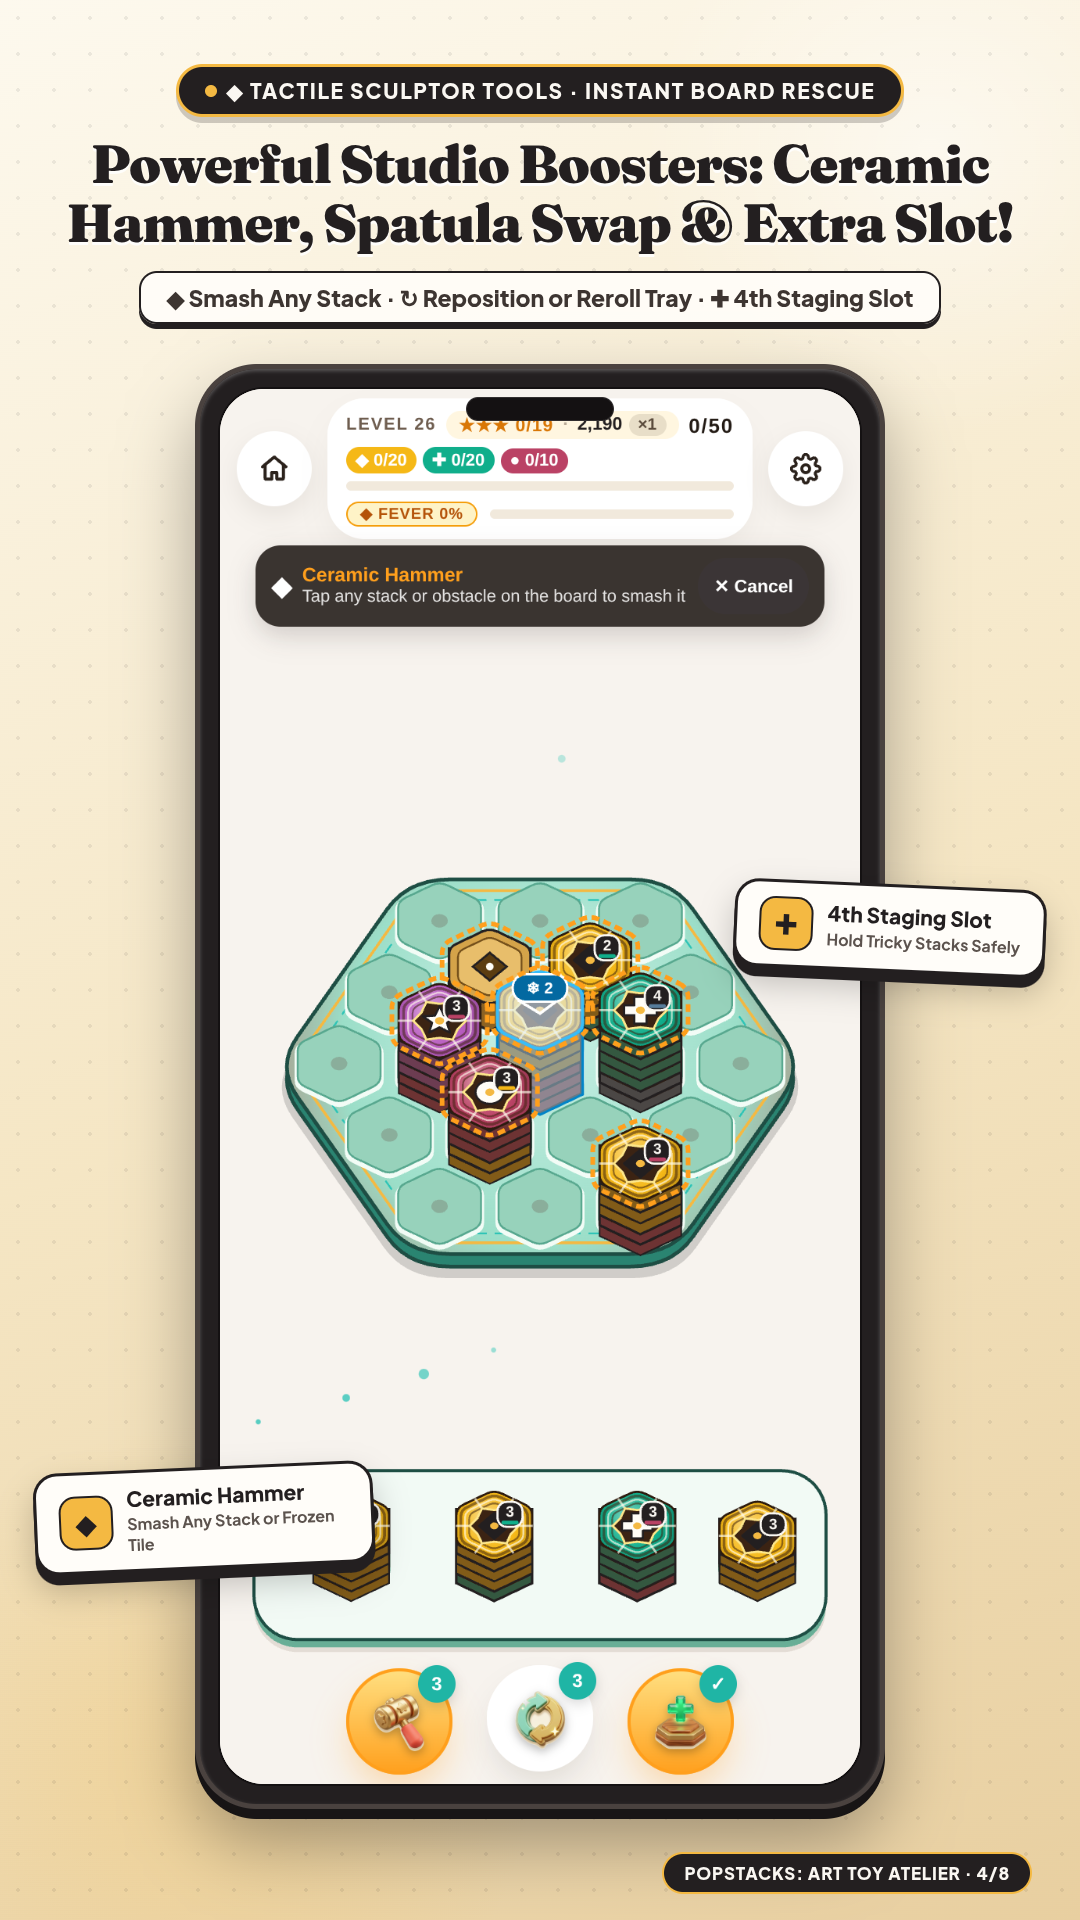 ◆ TACTILE SCULPTOR TOOLS · INSTANT BOARD RESCUE
Powerful Studio Boosters: Ceramic
Hammer, Spatula Swap & Extra Slot!
◆ Smash Any Stack · ↻ Reposition or Reroll Tray · ✚ 4th Staging Slot
LEVEL 26 ★★★ 0/19 · 2,190 ×1 0/50
◆ 0/20 ✚ 0/20 ● 0/10
◆ FEVER 0%
◆ Ceramic Hammer
Tap any stack or obstacle on the board to smash it
✕ Cancel
4th Staging Slot
Hold Tricky Stacks Safely
2
❄ 2
3
4
3
3
Ceramic Hammer
Smash Any Stack or Frozen
Tile
3
3
3
3
3
✓
POPSTACKS: ART TOY ATELIER · 4/8